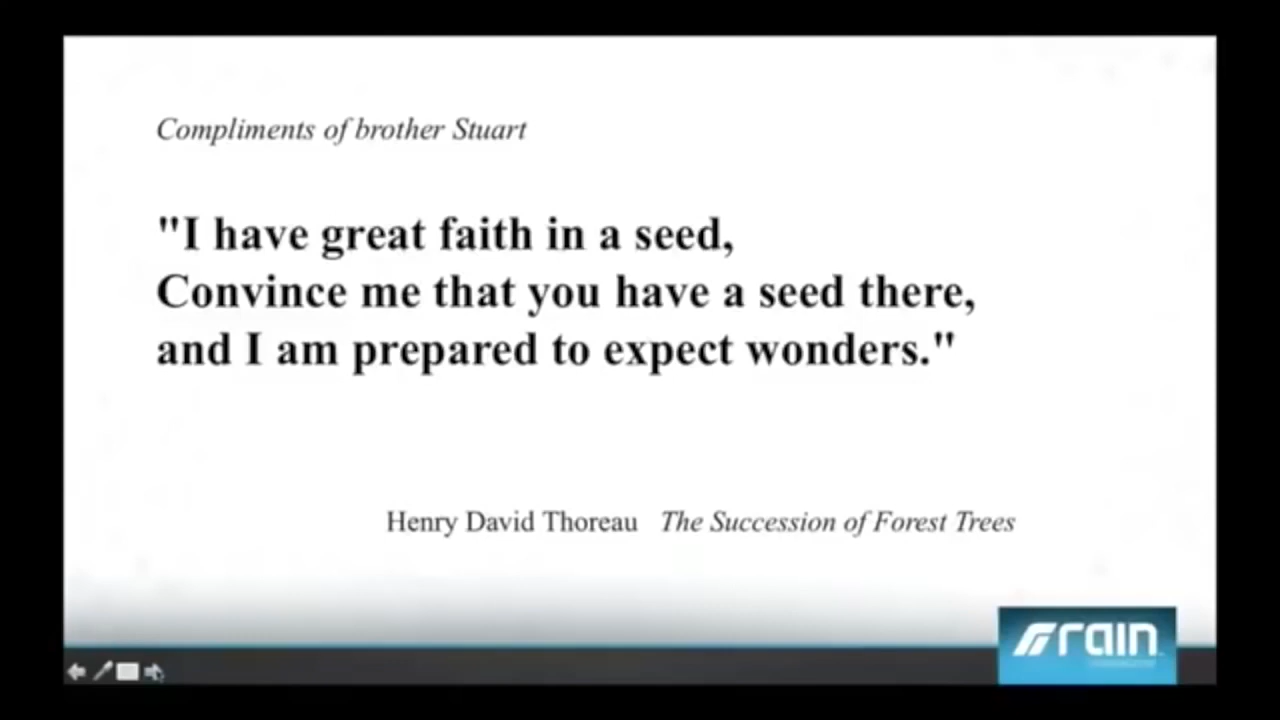 Compliments of brother Stuart
"I have great faith in a seed,
Convince me that you have a seed there,
and I am prepared to expect wonders."
Henry David Thoreau The Succession of Forest Trees
rain